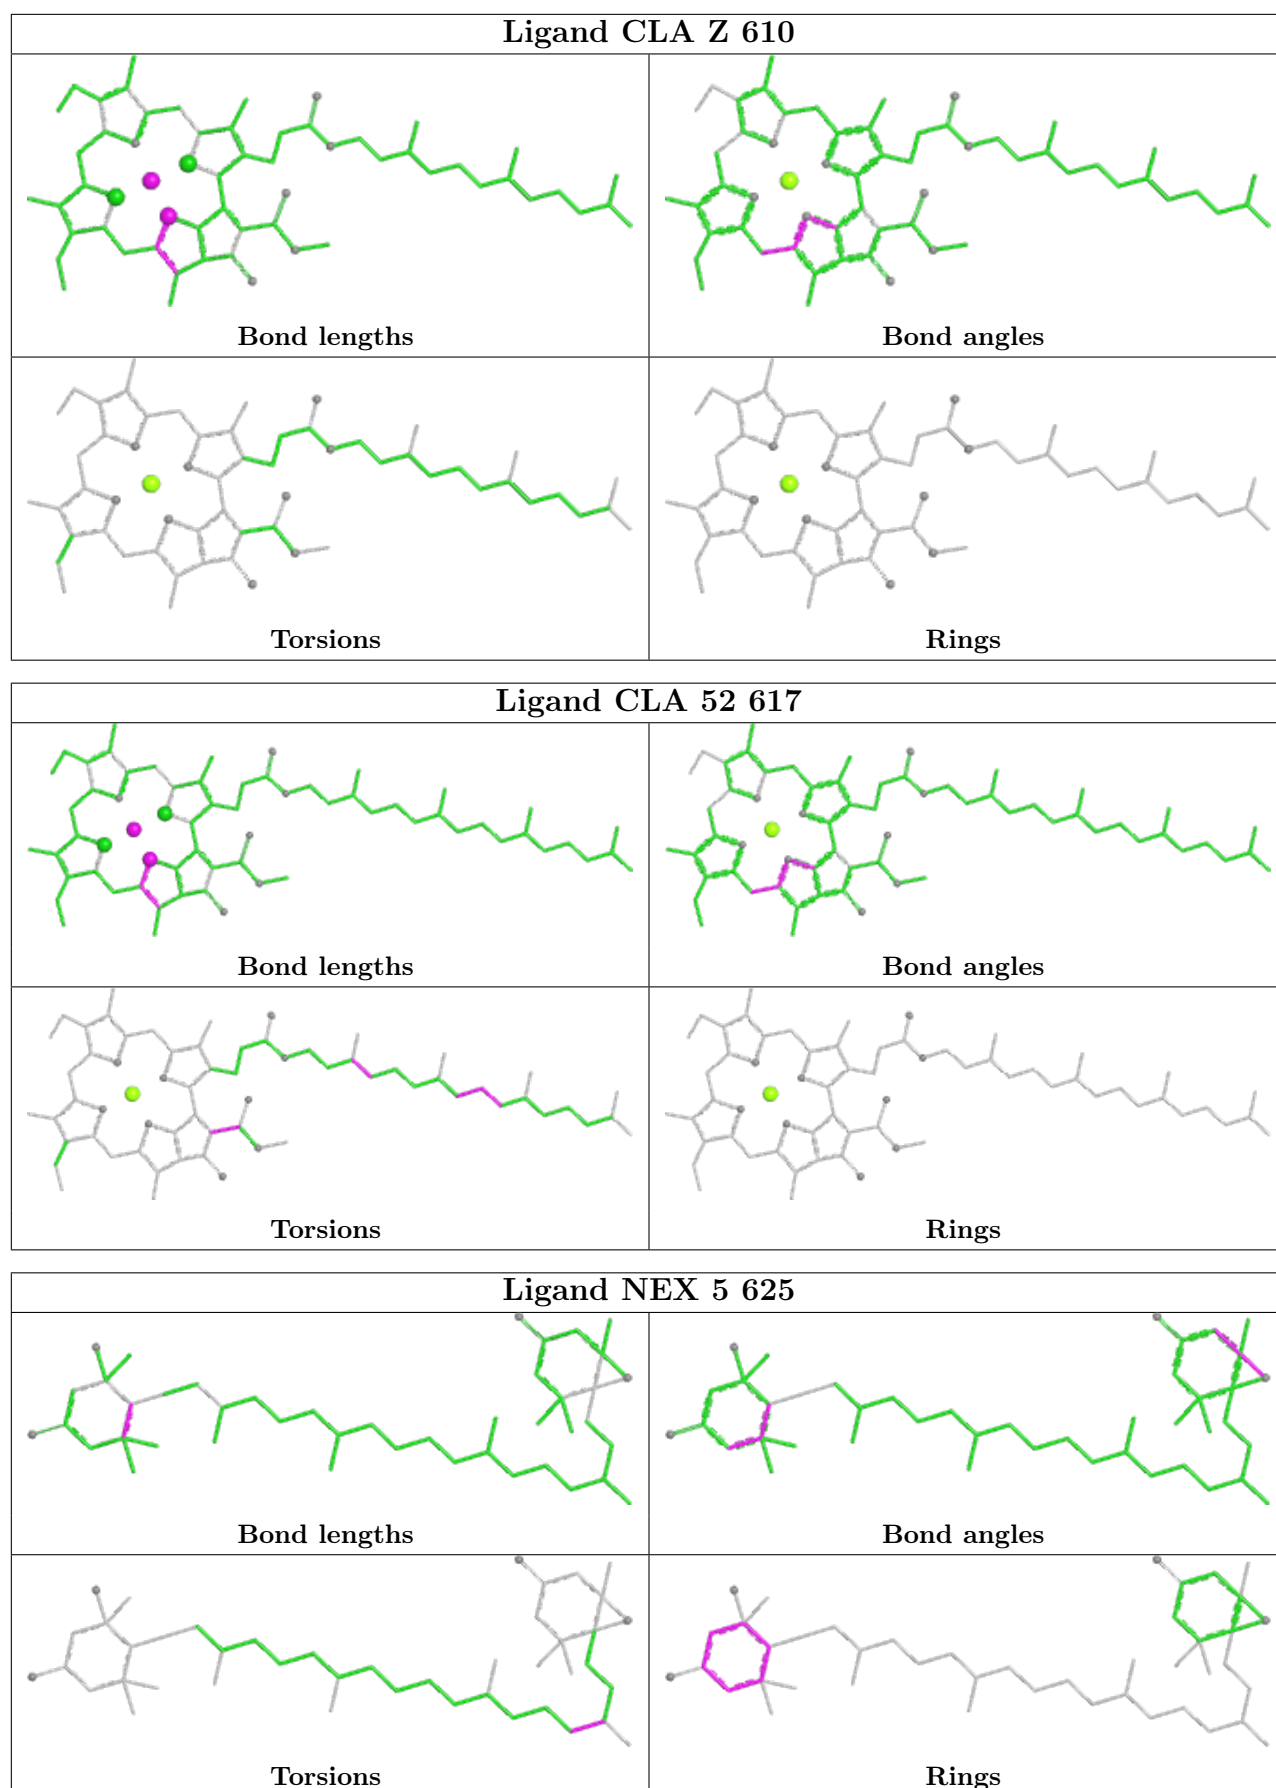 Ligand CLA Z 610
Bond lengths
Bond angles
Torsions
Rings
Ligand CLA 52 617
Bond lengths
Bond angles
Torsions
Rings
Ligand NEX 5 625
Bond lengths
Bond angles
Torsions
Rings